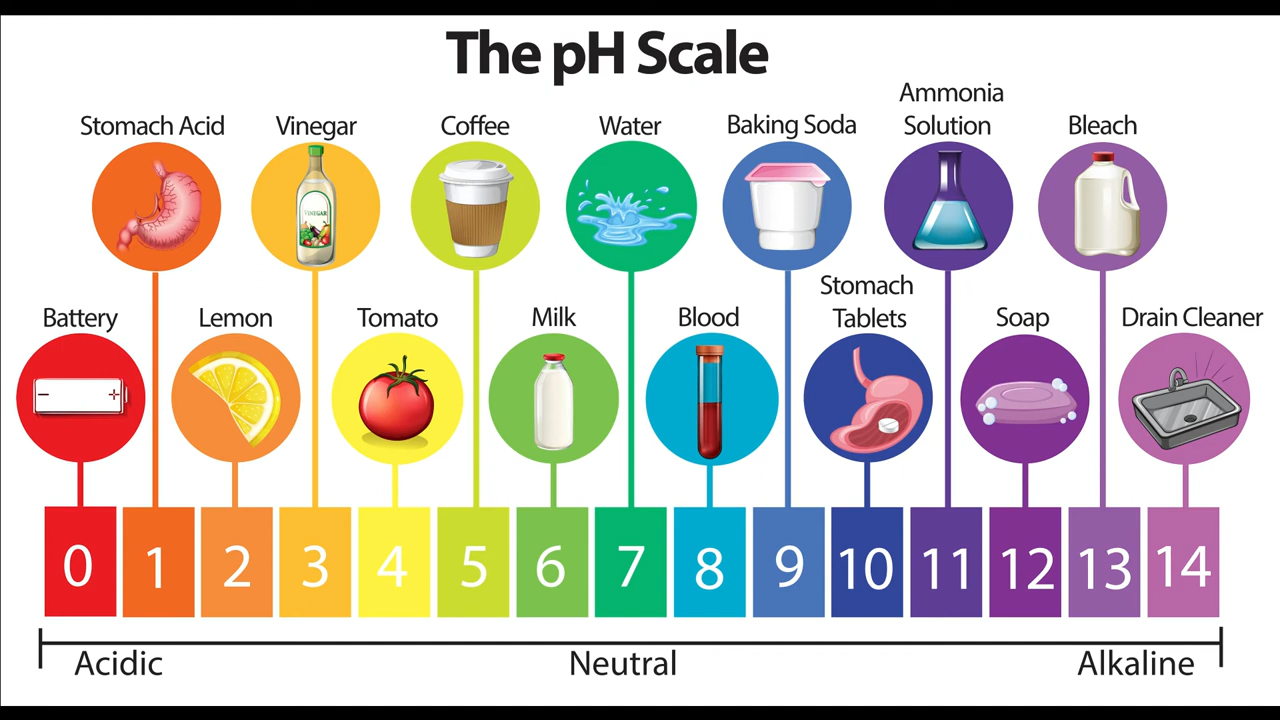 The pH Scale
Stomach Acid
Vinegar
Coffee
Water
Baking Soda
Ammonia
Solution
Bleach
VINEGAR
Battery
Lemon
Tomato
Milk
Blood
Stomach
Tablets
Soap
Drain Cleaner
- +
0 1 2 3 4 5 6 7 8 9 10 11 12 13 14
Acidic Neutral Alkaline